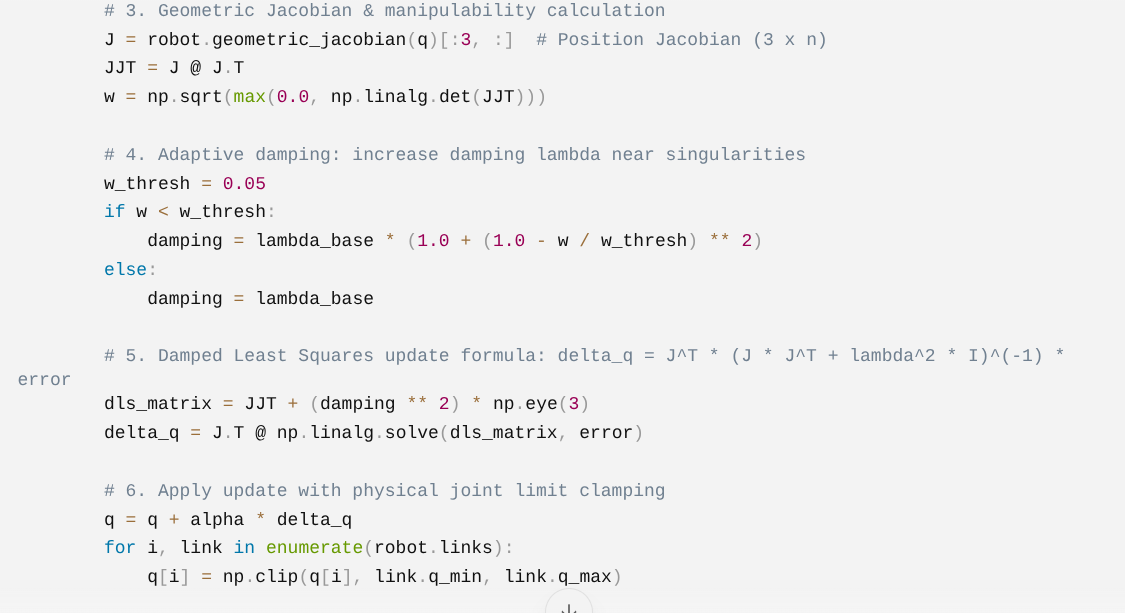 # 3. Geometric Jacobian & manipulability calculation
J = robot.geometric_jacobian(q)[:3, :]  # Position Jacobian (3 x n)
JJT = J @ J.T
w = np.sqrt(max(0.0, np.linalg.det(JJT)))
# 4. Adaptive damping: increase damping lambda near singularities
w_thresh = 0.05
if w < w_thresh:
    damping = lambda_base * (1.0 + (1.0 - w / w_thresh) ** 2)
else:
    damping = lambda_base
# 5. Damped Least Squares update formula: delta_q = J^T * (J * J^T + lambda^2 * I)^(-1) *
error
dls_matrix = JJT + (damping ** 2) * np.eye(3)
delta_q = J.T @ np.linalg.solve(dls_matrix, error)
# 6. Apply update with physical joint limit clamping
q = q + alpha * delta_q
for i, link in enumerate(robot.links):
    q[i] = np.clip(q[i], link.q_min, link.q_max)